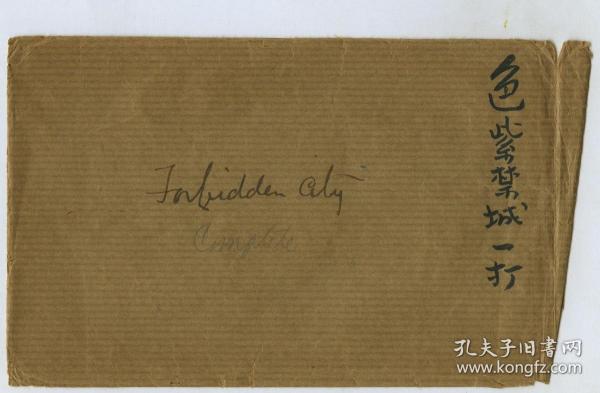 色紫禁城一打
Forbidden City
Complete
孔夫子旧书网
www.kongfz.com